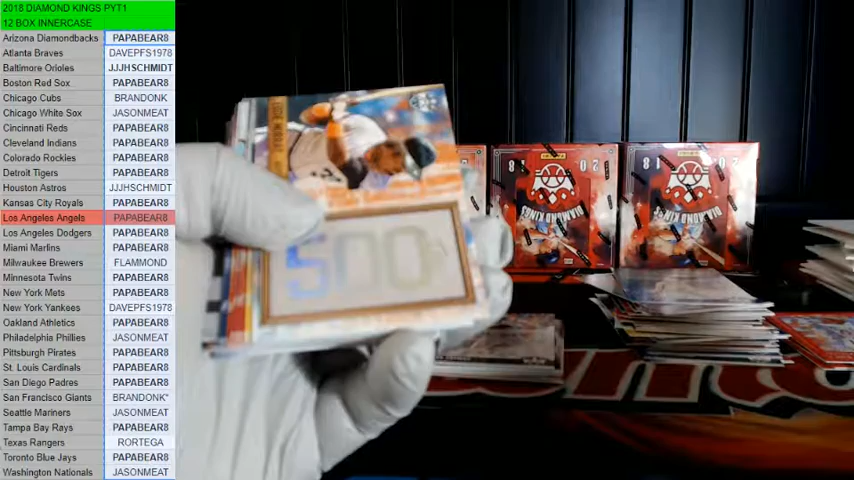 2018 DIAMOND KINGS PYT1
12 BOX INNERCASE
Arizona Diamondbacks PAPABEAR8
Atlanta Braves DAVEPFS1978
Baltimore Orioles JJJHSCHMIDT
Boston Red Sox PAPABEAR8
Chicago Cubs BRANDONK
Chicago White Sox JASONMEAT
Cincinnati Reds PAPABEAR8
Cleveland Indians PAPABEAR8
Colorado Rockies PAPABEAR8
Detroit Tigers PAPABEAR8
Houston Astros JJJHSCHMIDT
Kansas City Royals PAPABEAR8
Los Angeles Angels PAPABEAR8
Los Angeles Dodgers PAPABEAR8
Miami Marlins PAPABEAR8
Milwaukee Brewers FLAMMOND
Minnesota Twins PAPABEAR8
New York Mets PAPABEAR8
New York Yankees DAVEPFS1978
Oakland Athletics PAPABEAR8
Philadelphia Phillies JASONMEAT
Pittsburgh Pirates PAPABEAR8
St. Louis Cardinals PAPABEAR8
San Diego Padres PAPABEAR8
San Francisco Giants BRANDONK*
Seattle Mariners JASONMEAT
Tampa Bay Rays PAPABEAR8
Texas Rangers RORTEGA
Toronto Blue Jays PAPABEAR8
Washington Nationals JASONMEAT
500
20 18
DIAMOND KINGS
20 18
DIAMOND KINGS